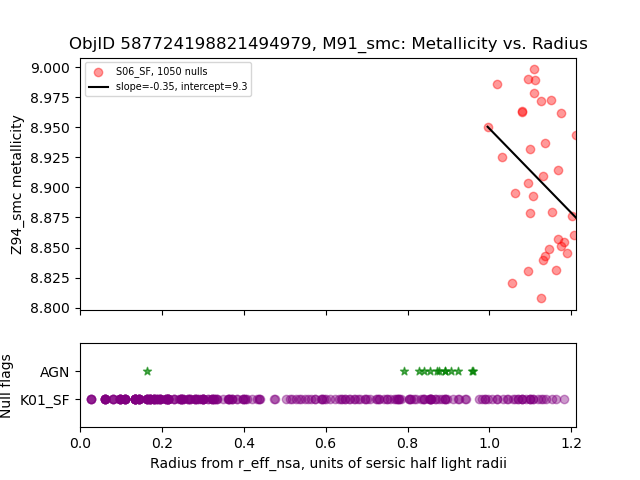 ObjID 587724198821494979, M91_smc: Metallicity vs. Radius
S06_SF, 1050 nulls
slope=-0.35, intercept=9.3
Z94_smc metallicity
9.000
8.975
8.950
8.925
8.900
8.875
8.850
8.825
8.800
Null flags
AGN
K01_SF
0.0 0.2 0.4 0.6 0.8 1.0 1.2
Radius from r_eff_nsa, units of sersic half light radii